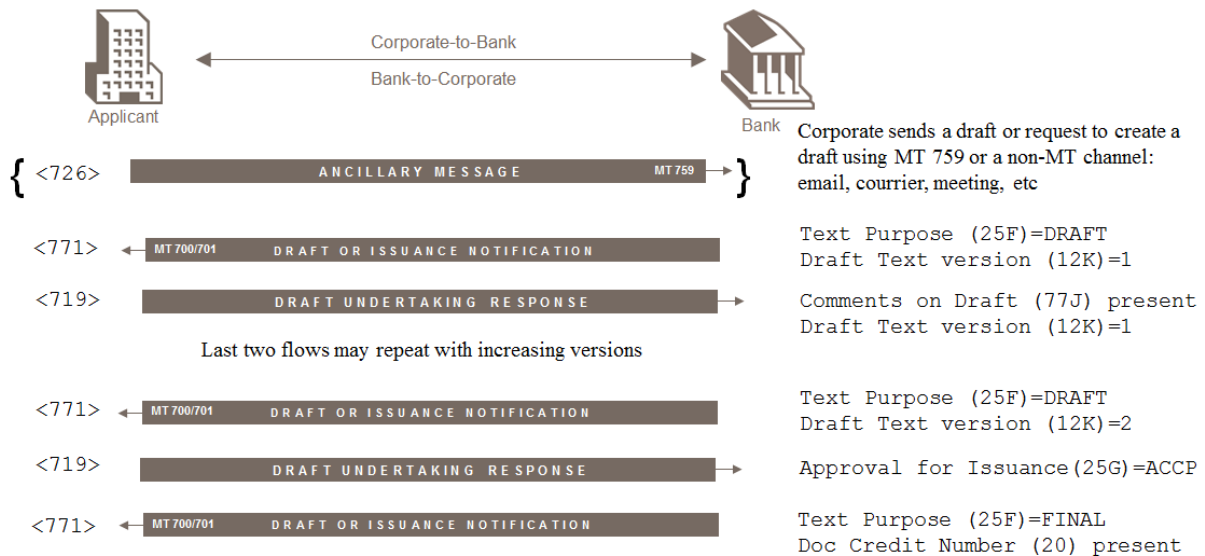 Corporate-to-Bank
Bank-to-Corporate
Applicant
Bank
{ <726> ANCILLARY MESSAGE MT 759 }
Corporate sends a draft or request to create a
draft using MT 759 or a non-MT channel:
email, courrier, meeting, etc
<771> MT 700/701 DRAFT OR ISSUANCE NOTIFICATION
Text Purpose (25F)=DRAFT
Draft Text version (12K)=1
<719> DRAFT UNDERTAKING RESPONSE
Comments on Draft (77J) present
Draft Text version (12K)=1
Last two flows may repeat with increasing versions
<771> MT 700/701 DRAFT OR ISSUANCE NOTIFICATION
Text Purpose (25F)=DRAFT
Draft Text version (12K)=2
<719> DRAFT UNDERTAKING RESPONSE
Approval for Issuance(25G)=ACCP
<771> MT 700/701 DRAFT OR ISSUANCE NOTIFICATION
Text Purpose (25F)=FINAL
Doc Credit Number (20) present